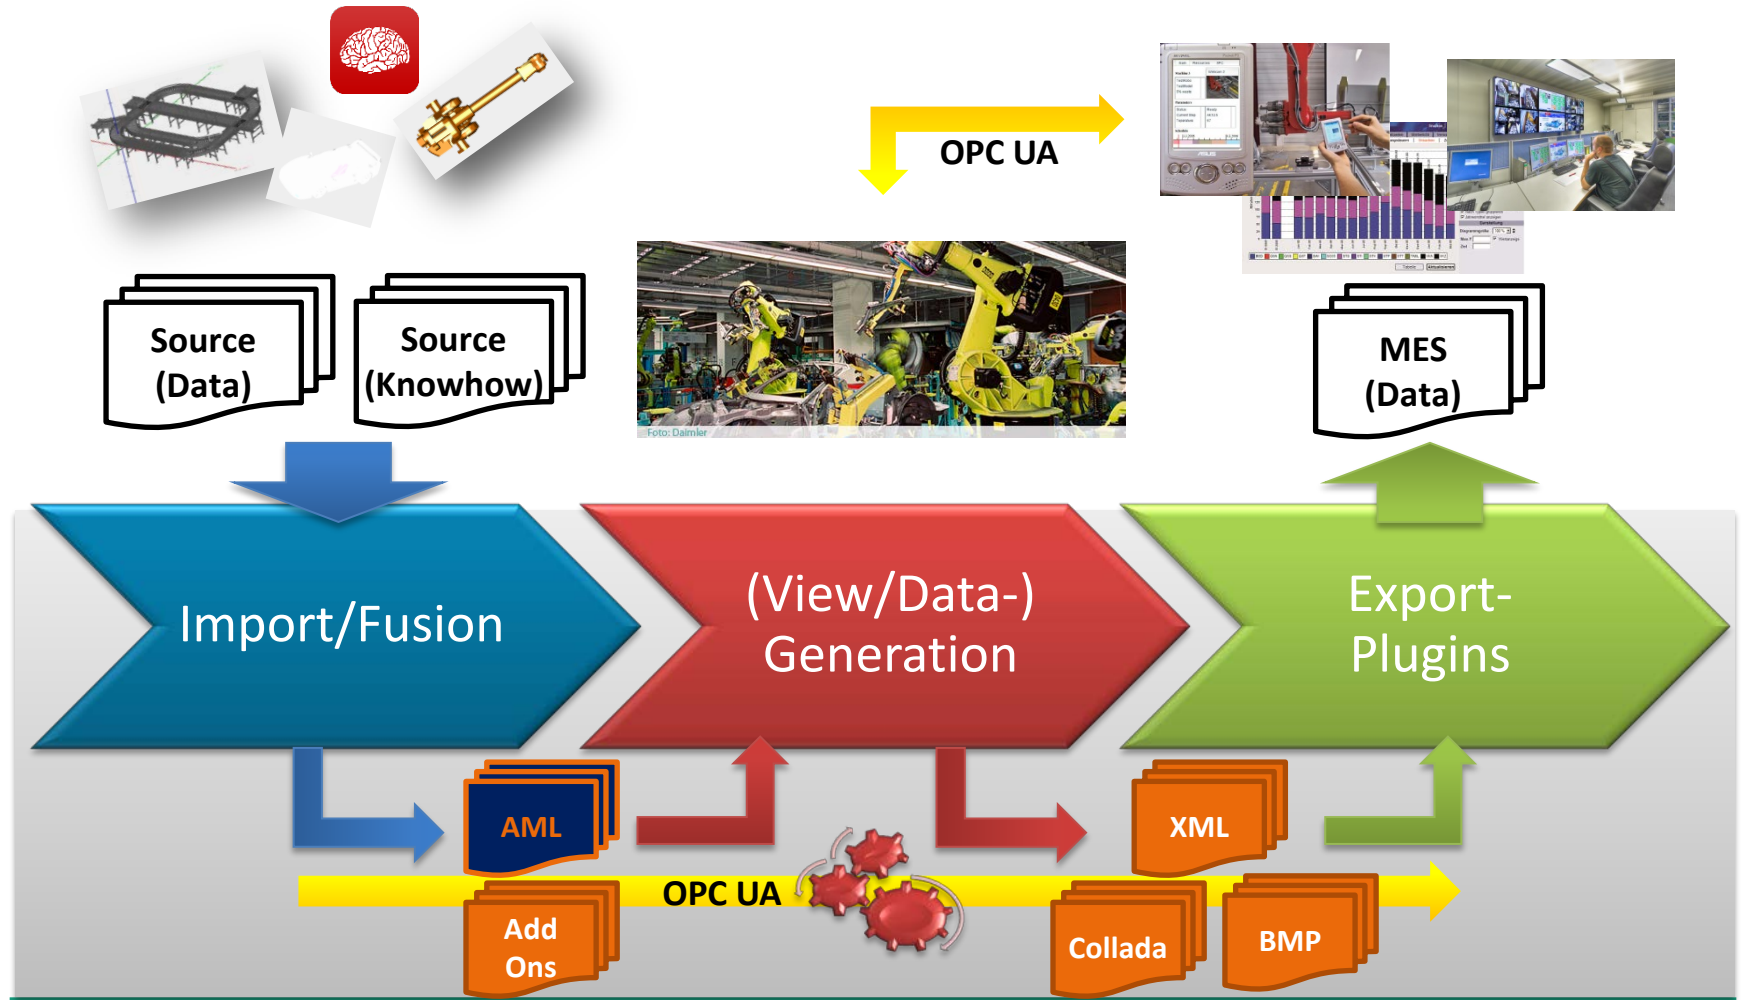 OPC UA
ASUS
Source
(Data)
Source
(Knowhow)
Foto: Daimler
MES
(Data)
Import/Fusion
(View/Data-)
Generation
Export-
Plugins
AML
XML
OPC UA
Add
Ons
Collada
BMP